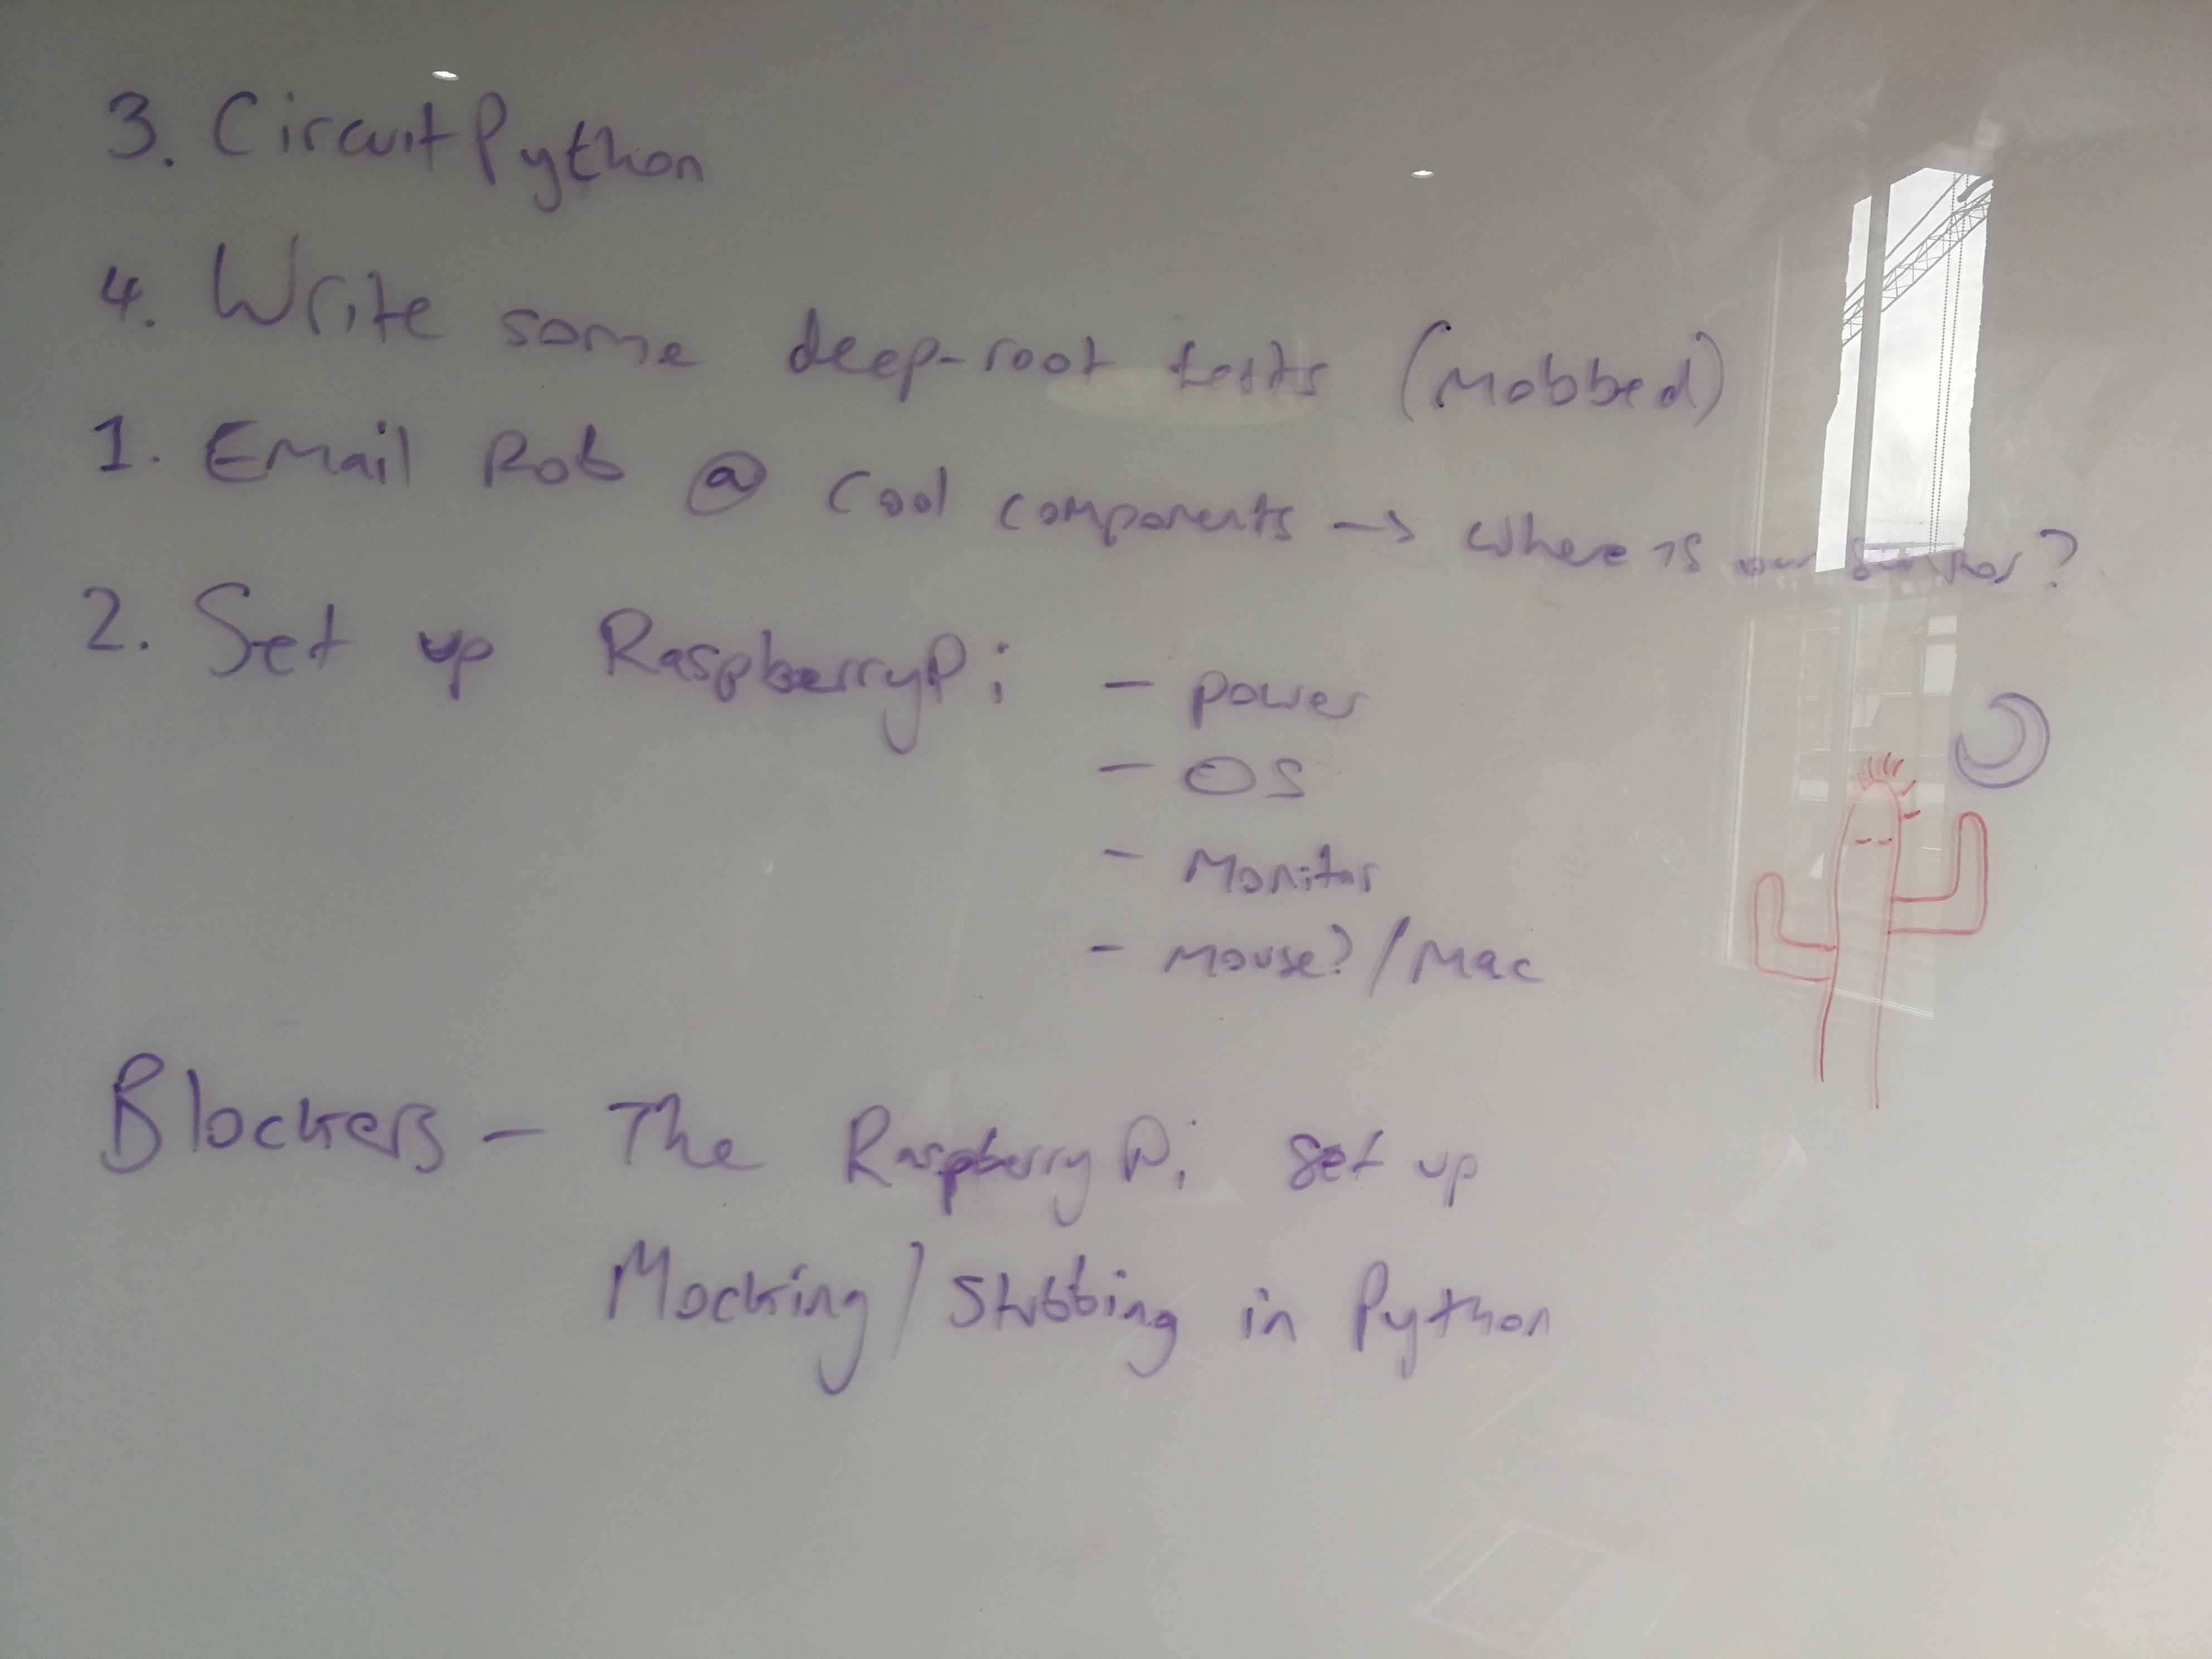 3. CircuitPython
4. Write some deep-root tests (Mobbed)
1. Email Rob @ Cool components -> where is our sensor?
2. Set up RaspberryPi - power
- OS
- Monitor
- mouse? / Mac
Blockers - The RaspberryPi set up
Mocking / Stubbing in Python